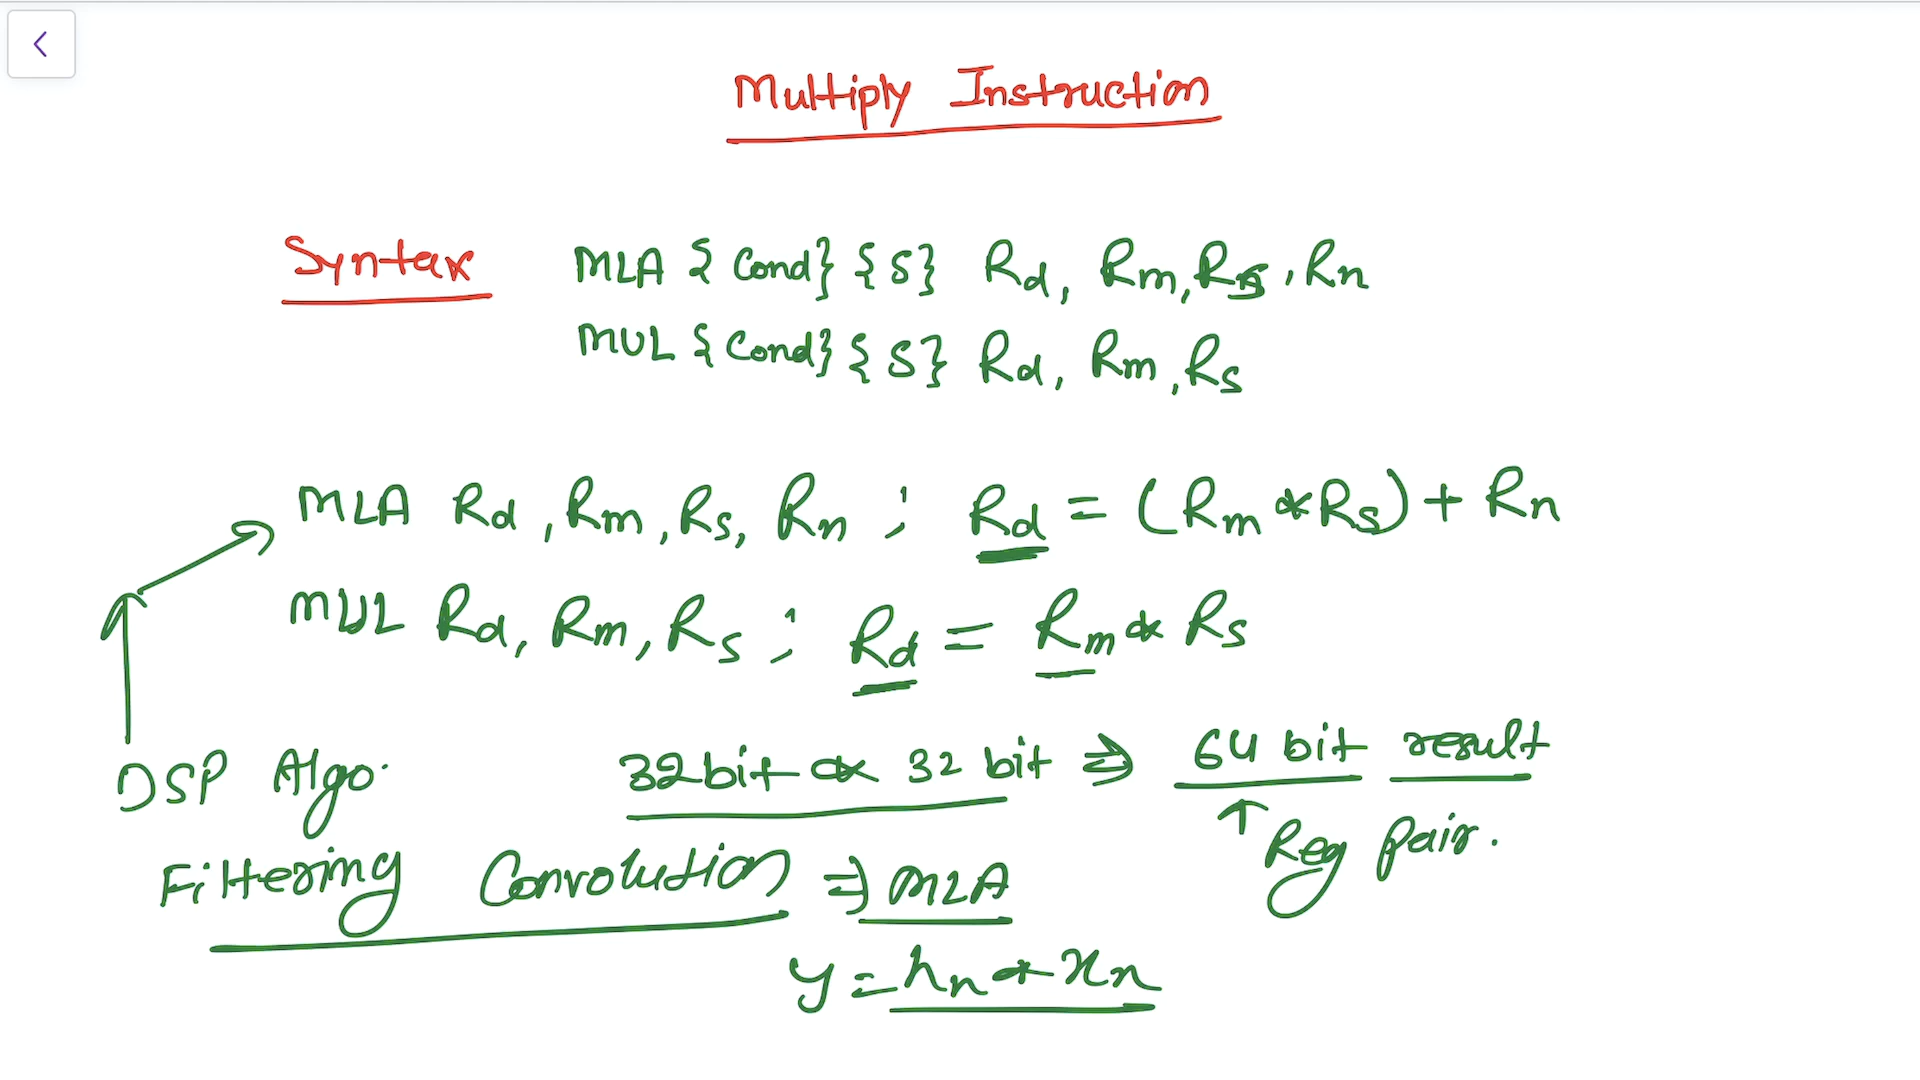 Multiply Instruction
Syntax MLA {Cond} {S} Rd, Rm, Rs, Rn
MUL {Cond} {S} Rd, Rm, Rs
MLA Rd, Rm, Rs, Rn ; Rd = (Rm * Rs) + Rn
MUL Rd, Rm, Rs ; Rd = Rm * Rs
DSP Algo. 32 bit * 32 bit ⇒ 64 bit result
↑ Reg pair.
Filtering Convolution ⇒ MLA
y = hn * xn